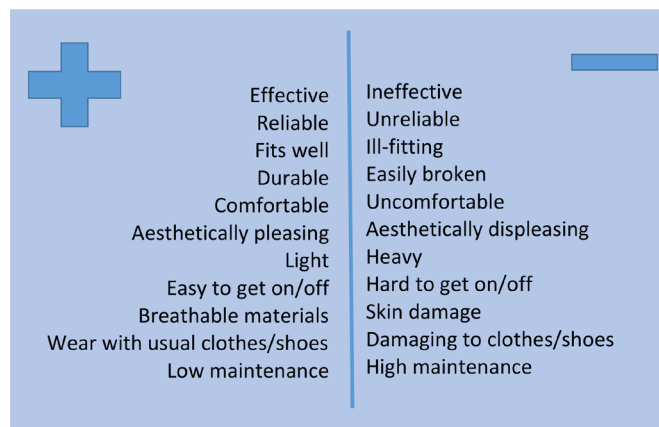 Effective
Reliable
Fits well
Durable
Comfortable
Aesthetically pleasing
Light
Easy to get on/off
Breathable materials
Wear with usual clothes/shoes
Low maintenance
Ineffective
Unreliable
Ill-fitting
Easily broken
Uncomfortable
Aesthetically displeasing
Heavy
Hard to get on/off
Skin damage
Damaging to clothes/shoes
High maintenance